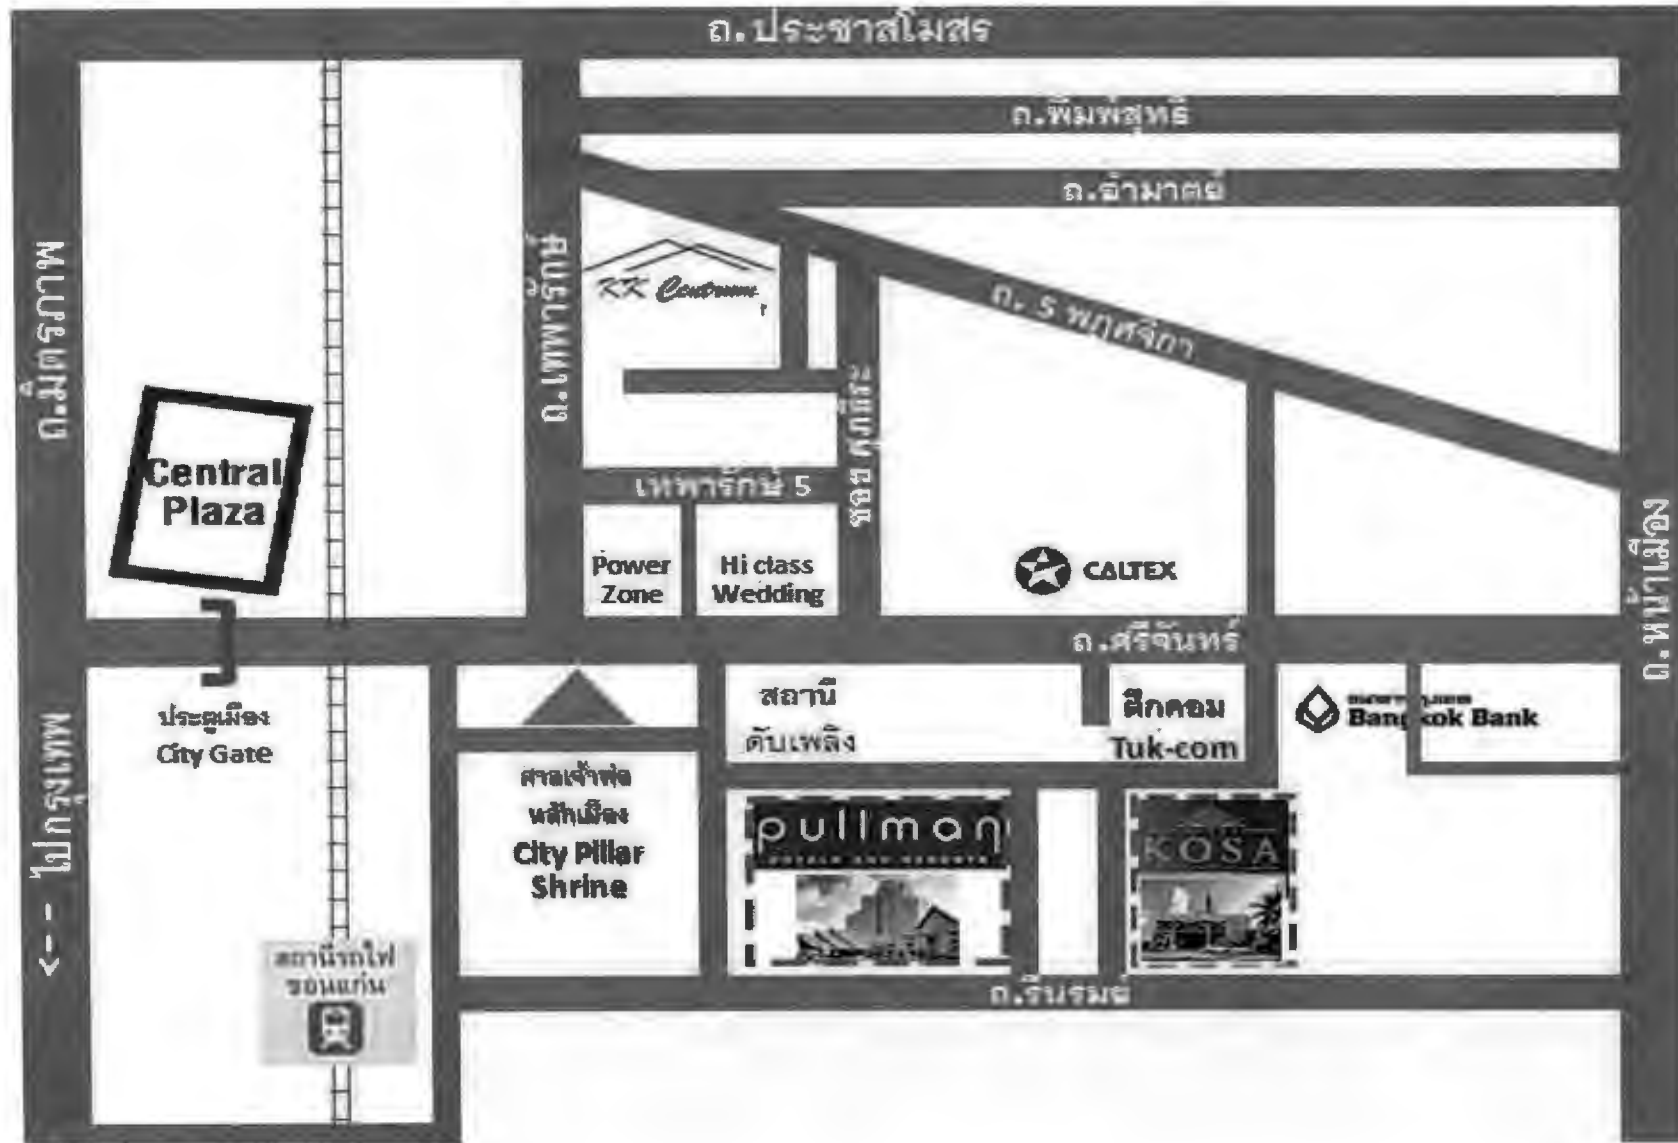 ถ.ประชาสโมสร
ถ.พิมพ์สุทธิ์
ถ.อำมาตย์
ถ.มิตรภาพ
ถ.เทพารักษ์
KK Centrum
ถ. 5 พฤศจิกา
Central
Plaza
เทพารักษ์ 5
ซอย
Power
Zone
Hi class
Wedding
CALTEX
ถ.ศรีจันทร์
ถ.หน้าเมือง
ประตูเมือง
City Gate
สถานี
ดับเพลิง
ตึกคอม
Tuk-com
Bangkok Bank
<-- ไปกรุงเทพ
ศาลเจ้าพ่อ
หลักเมือง
City Pillar
Shrine
pullman
HOTELS AND RESORTS
KOSA
สถานีรถไฟ
ขอนแก่น
ถ.รื่นรมย์